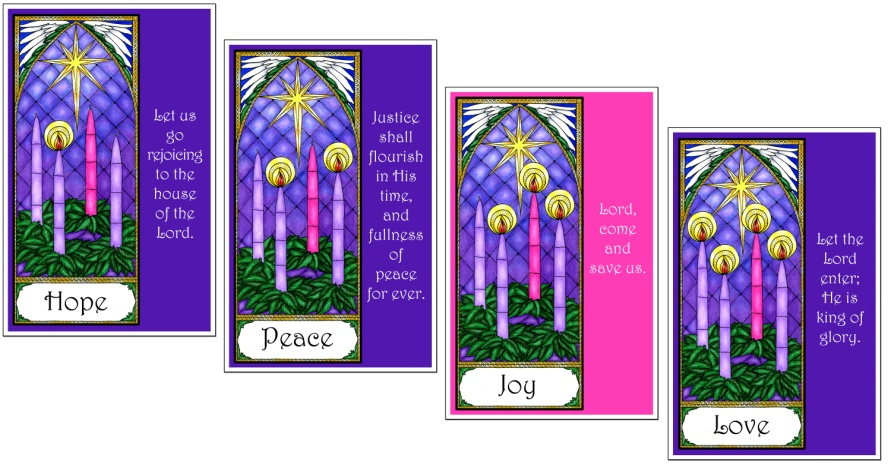 Let us
go
rejoicing
to the
house
of the
Lord.
Hope
Justice
shall
flourish
in His
time,
and
fullness
of
peace
for ever.
Peace
Lord,
come
and
save us.
Joy
Let the
Lord
enter;
He is
king of
glory.
Love